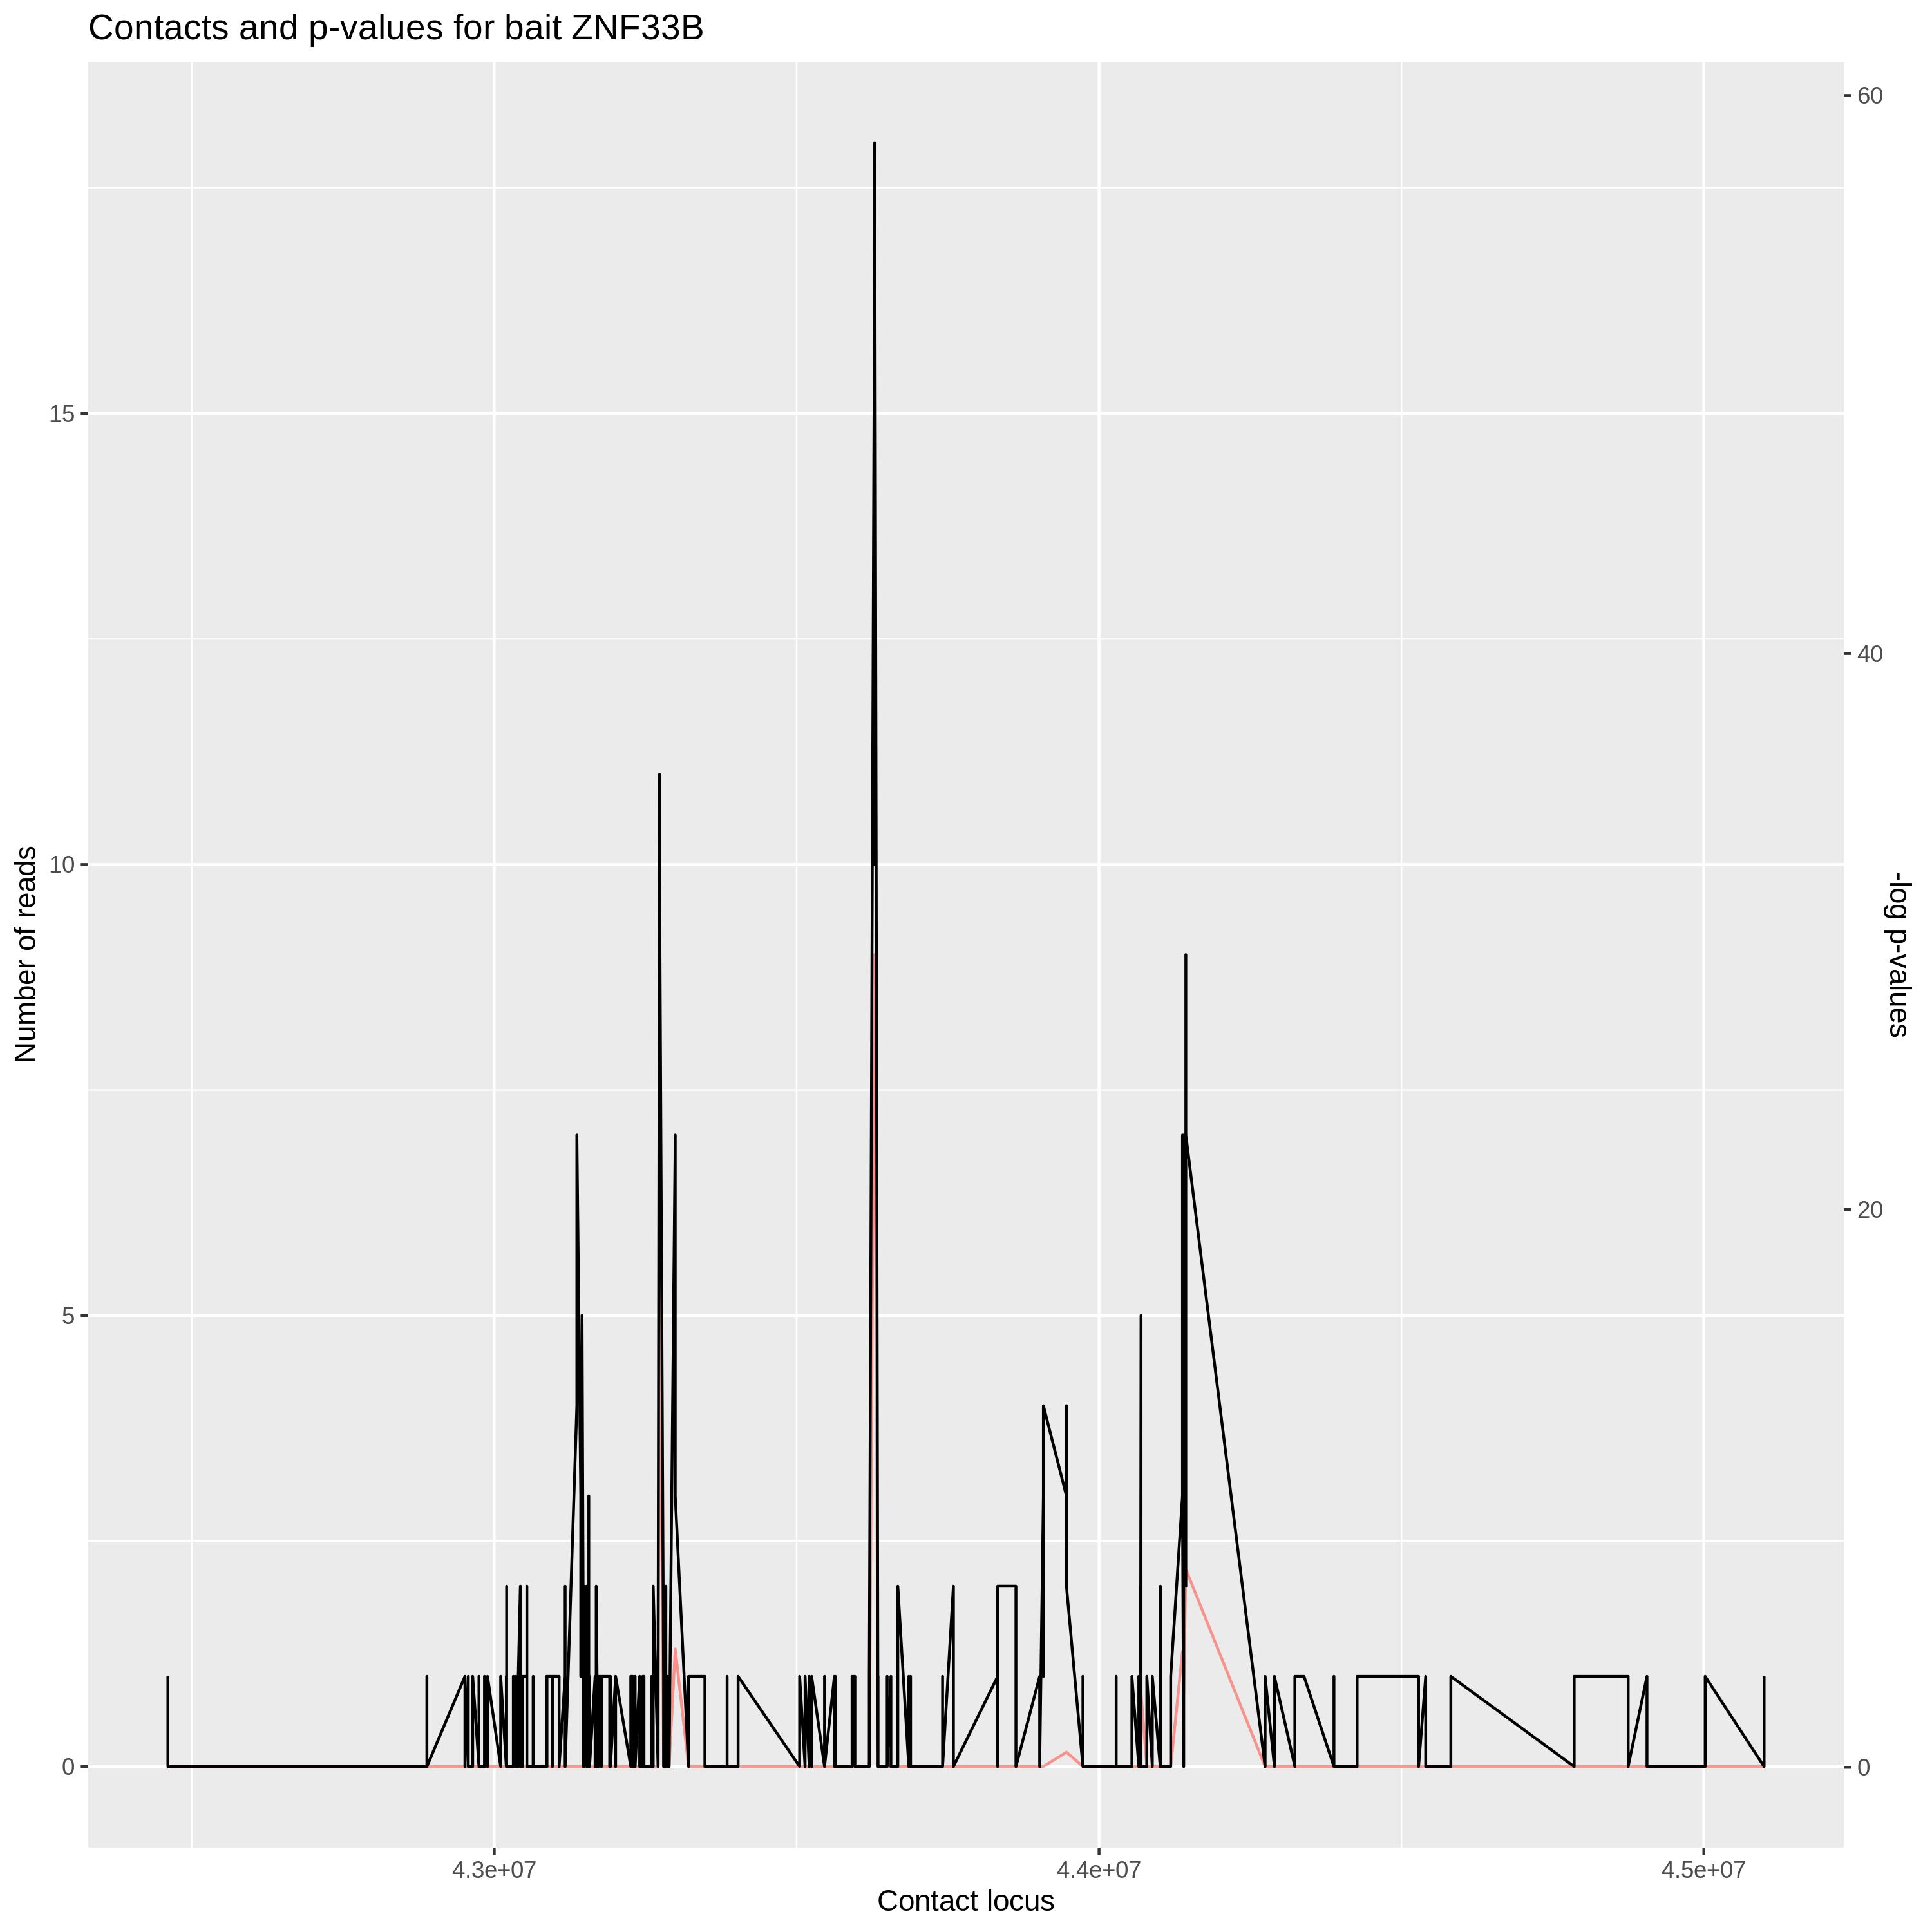 Contacts and p-values for bait ZNF33B
60
15
40
10
Number of reads
-log p-values
20
5
0
0
4.3e+07
4.4e+07
4.5e+07
Contact locus